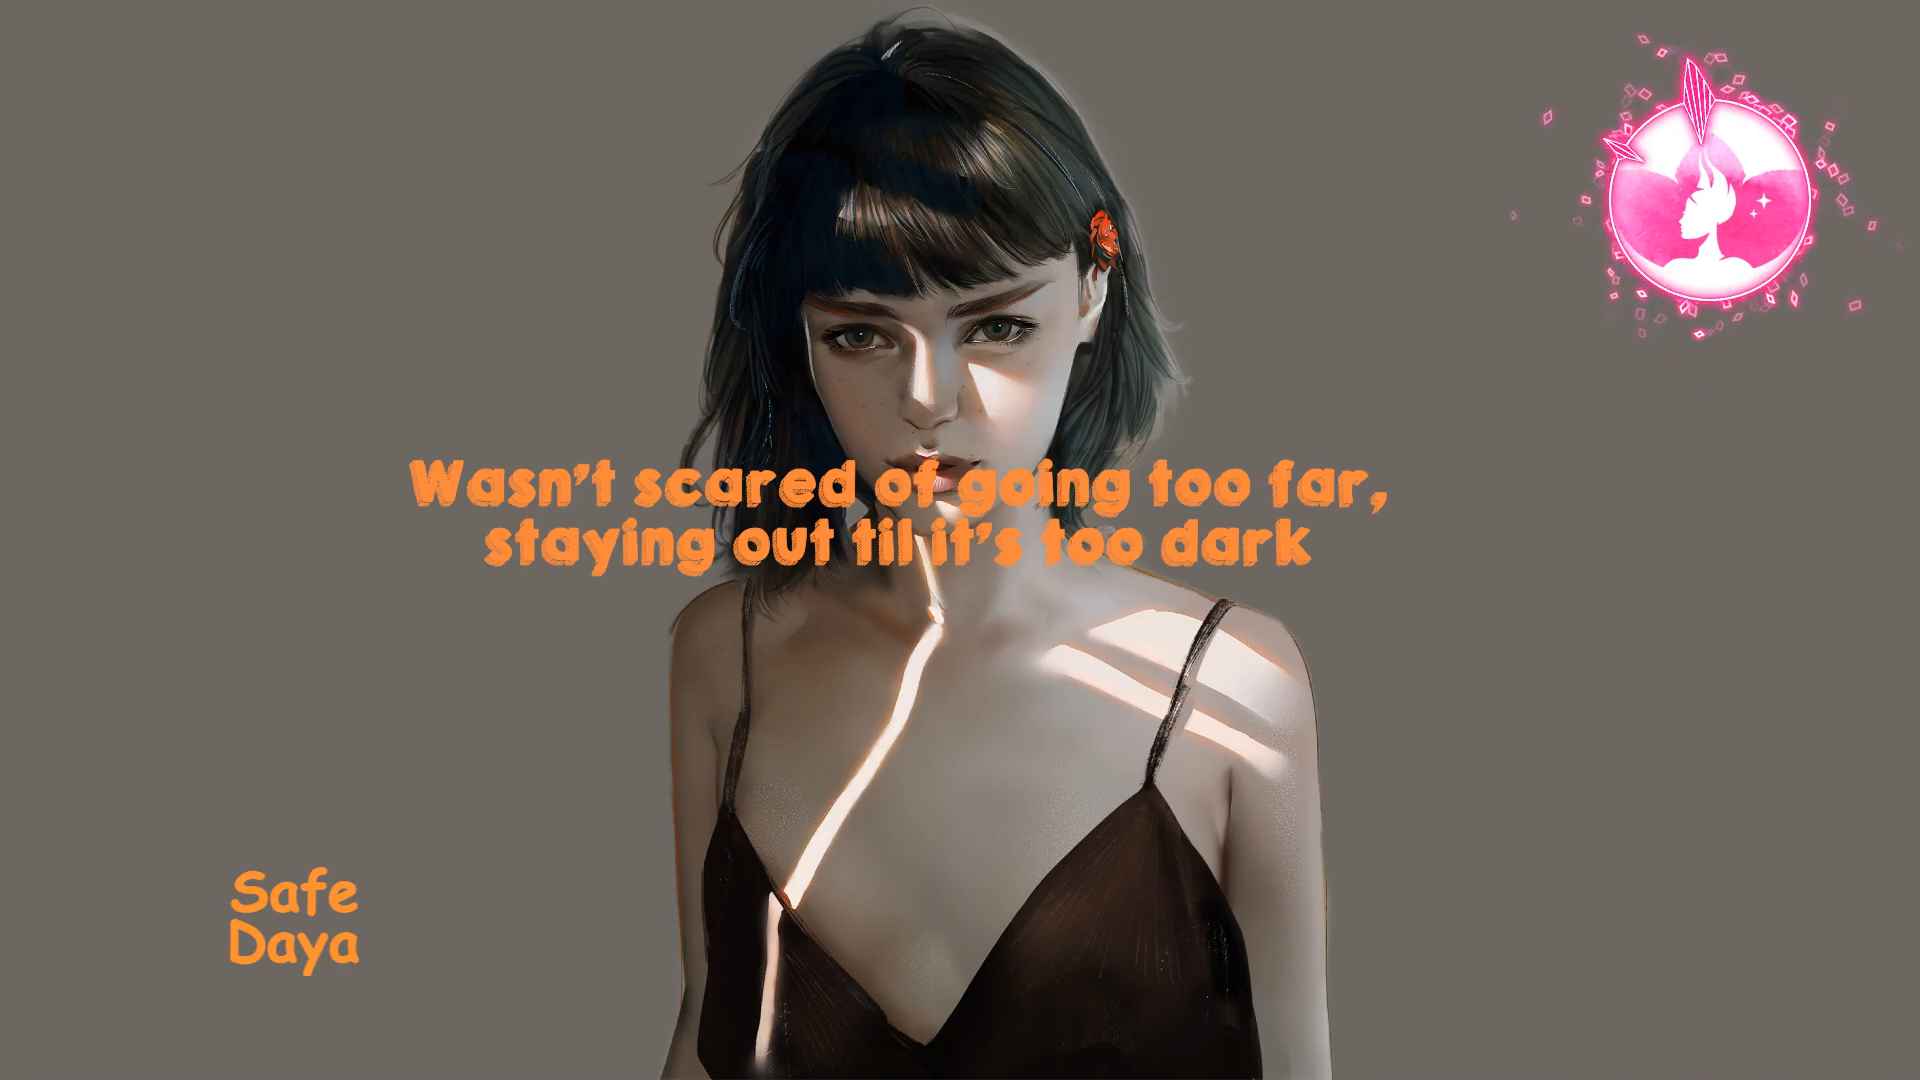 Wasn't scared of going too far,
staying out til it's too dark
Safe
Daya